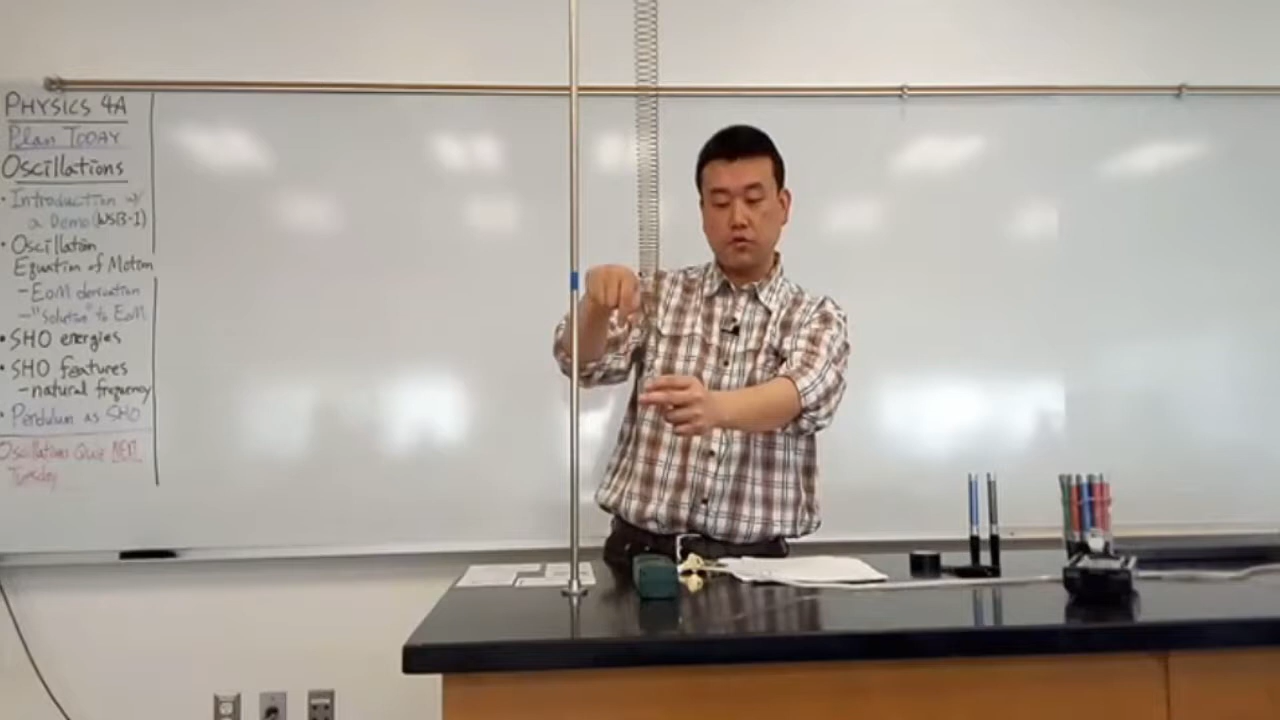 PHYSICS 4A
Plan TODAY
Oscillations
• Introduction w/
a Demo (WS13-1)
• Oscillation
Equation of Motion
- EoM derivation
- "Solution" to EoM
• SHO energies
• SHO features
- natural frequency
• Pendulum as SHO
Oscillations Quiz NEXT
Tuesday